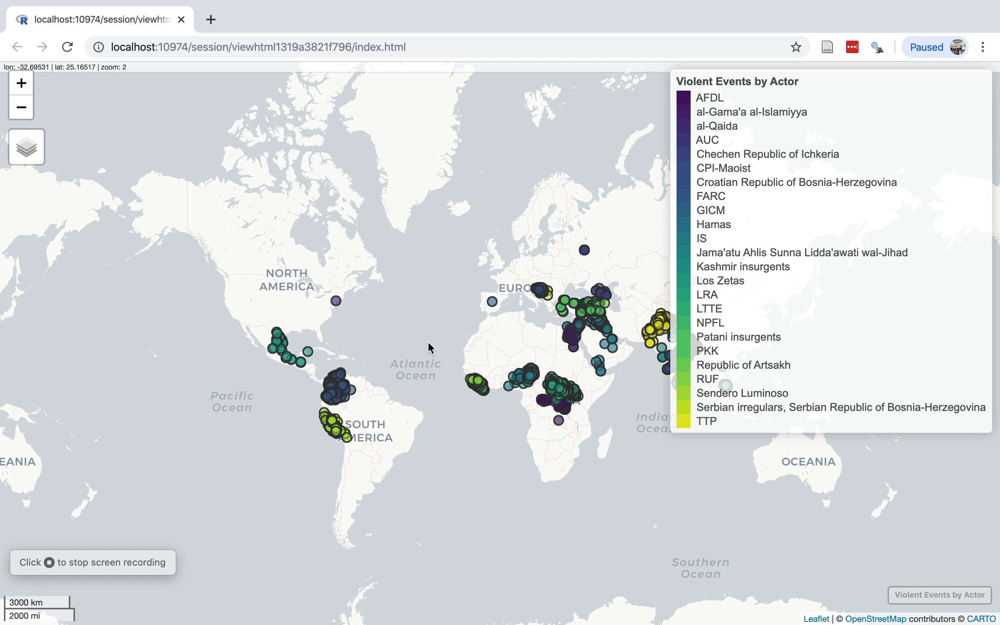 localhost:10974/session/viewhtm
localhost:10974/session/viewhtml1319a3821f796/index.html
Paused
lon: -32.69531 | lat: 25.16517 | zoom: 2
+
−
Violent Events by Actor
AFDL
al-Gama'a al-Islamiyya
al-Qaida
AUC
Chechen Republic of Ichkeria
CPI-Maoist
Croatian Republic of Bosnia-Herzegovina
FARC
GICM
Hamas
IS
Jama'atu Ahlis Sunna Lidda'awati wal-Jihad
Kashmir insurgents
Los Zetas
LRA
LTTE
NPFL
Patani insurgents
PKK
Republic of Artsakh
RUF
Sendero Luminoso
Serbian irregulars, Serbian Republic of Bosnia-Herzegovina
TTP
NORTH
AMERICA
EURO
Atlantic
Ocean
Pacific
Ocean
SOUTH
AMERICA
Indian
Ocean
EANIA
OCEANIA
Southern
Ocean
Click to stop screen recording
3000 km
2000 mi
Violent Events by Actor
Leaflet | © OpenStreetMap contributors © CARTO